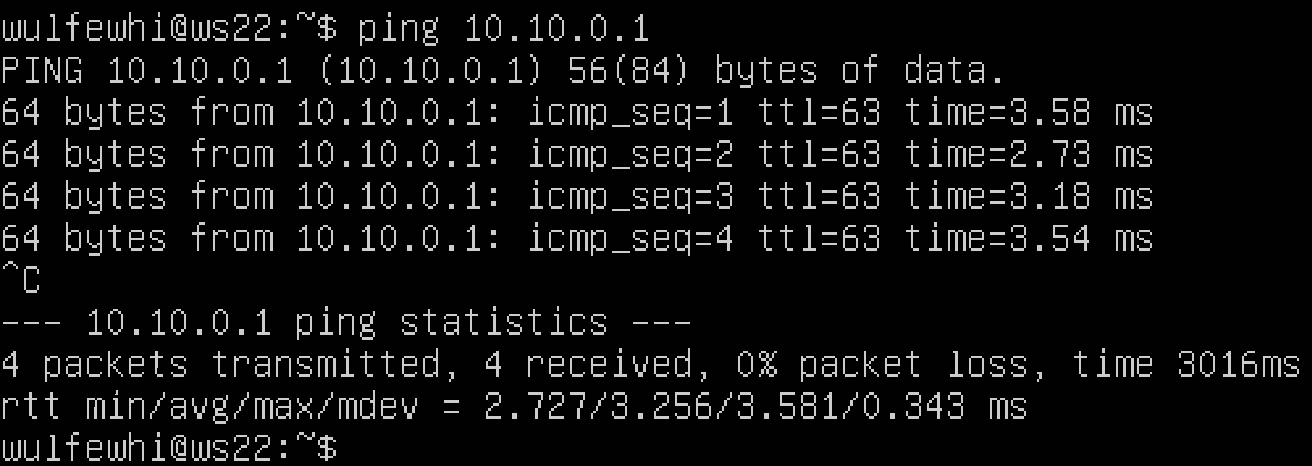 wulfewhi@ws22:~$ ping 10.10.0.1
PING 10.10.0.1 (10.10.0.1) 56(84) bytes of data.
64 bytes from 10.10.0.1: icmp_seq=1 ttl=63 time=3.58 ms
64 bytes from 10.10.0.1: icmp_seq=2 ttl=63 time=2.73 ms
64 bytes from 10.10.0.1: icmp_seq=3 ttl=63 time=3.18 ms
64 bytes from 10.10.0.1: icmp_seq=4 ttl=63 time=3.54 ms
^C
--- 10.10.0.1 ping statistics ---
4 packets transmitted, 4 received, 0% packet loss, time 3016ms
rtt min/avg/max/mdev = 2.727/3.256/3.581/0.343 ms
wulfewhi@ws22:~$